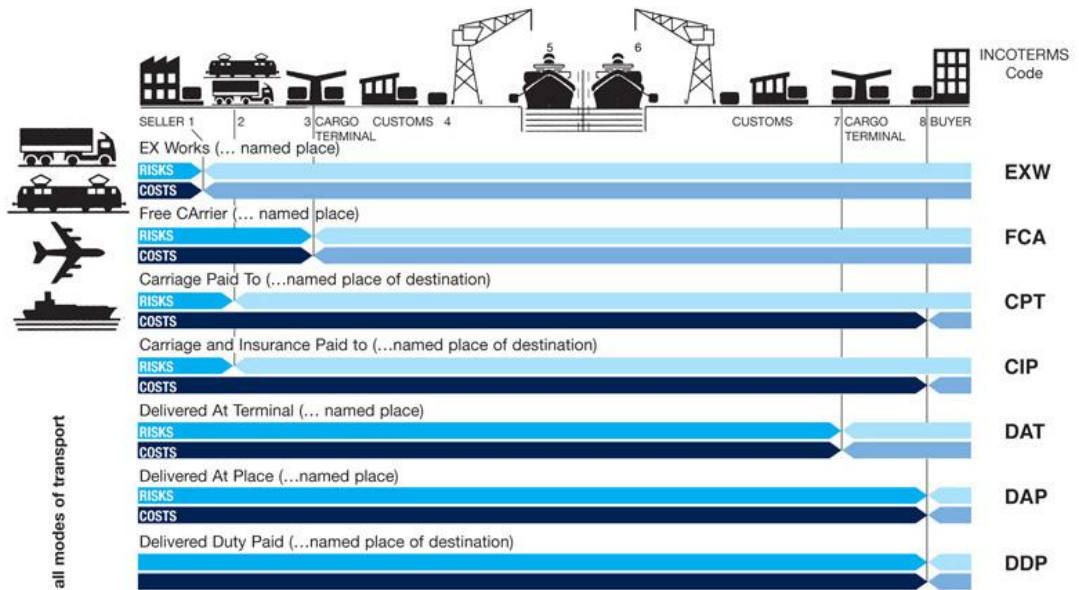 5 6
INCOTERMS
Code
SELLER 1 2 3 CARGO TERMINAL CUSTOMS 4 CUSTOMS 7 CARGO TERMINAL 8 BUYER
EX Works (... named place)
RISKS
COSTS
EXW
Free CArrier (... named place)
RISKS
COSTS
FCA
Carriage Paid To (...named place of destination)
RISKS
COSTS
CPT
Carriage and Insurance Paid to (...named place of destination)
RISKS
COSTS
CIP
Delivered At Terminal (... named place)
RISKS
COSTS
DAT
Delivered At Place (...named place)
RISKS
COSTS
DAP
Delivered Duty Paid (...named place of destination)
DDP
all modes of transport